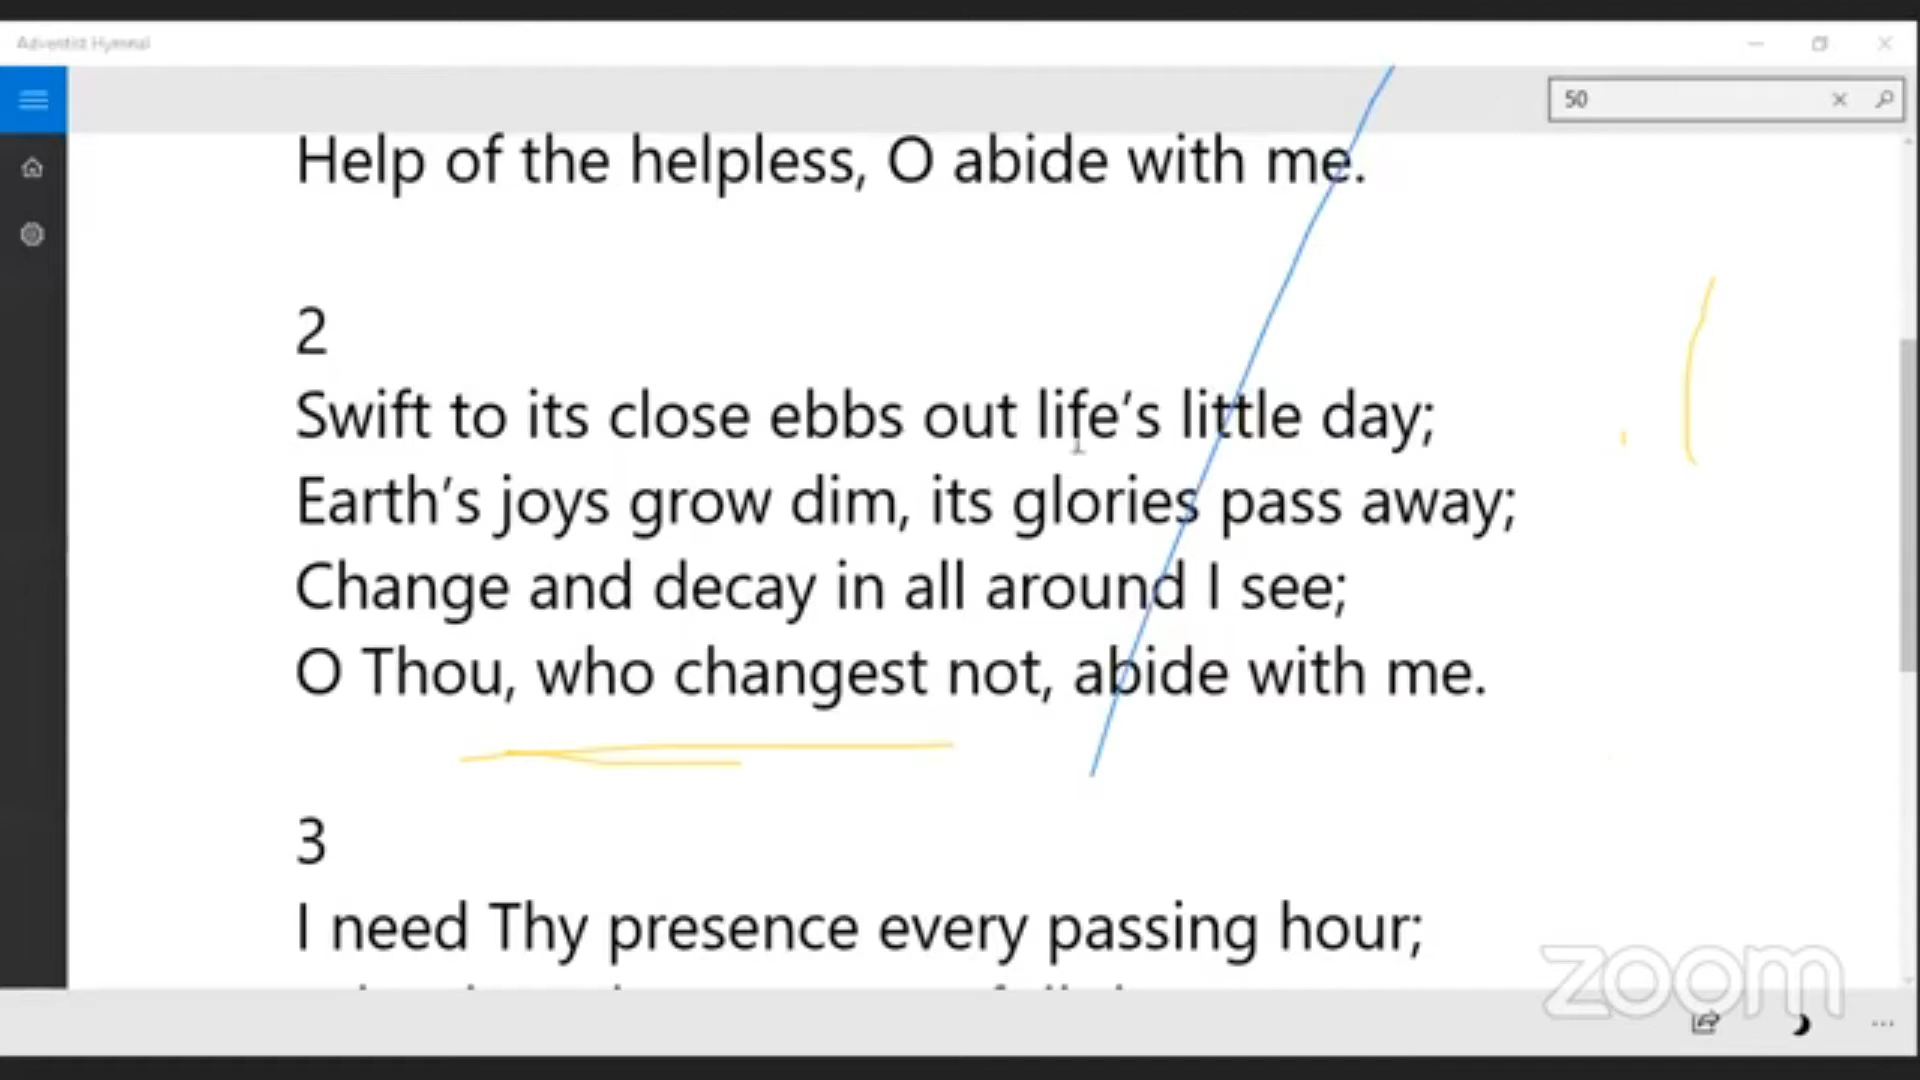 Adventist Hymnal
50
Help of the helpless, O abide with me.
2
Swift to its close ebbs out life’s little day;
Earth’s joys grow dim, its glories pass away;
Change and decay in all around I see;
O Thou, who changest not, abide with me.
3
I need Thy presence every passing hour;
zoom